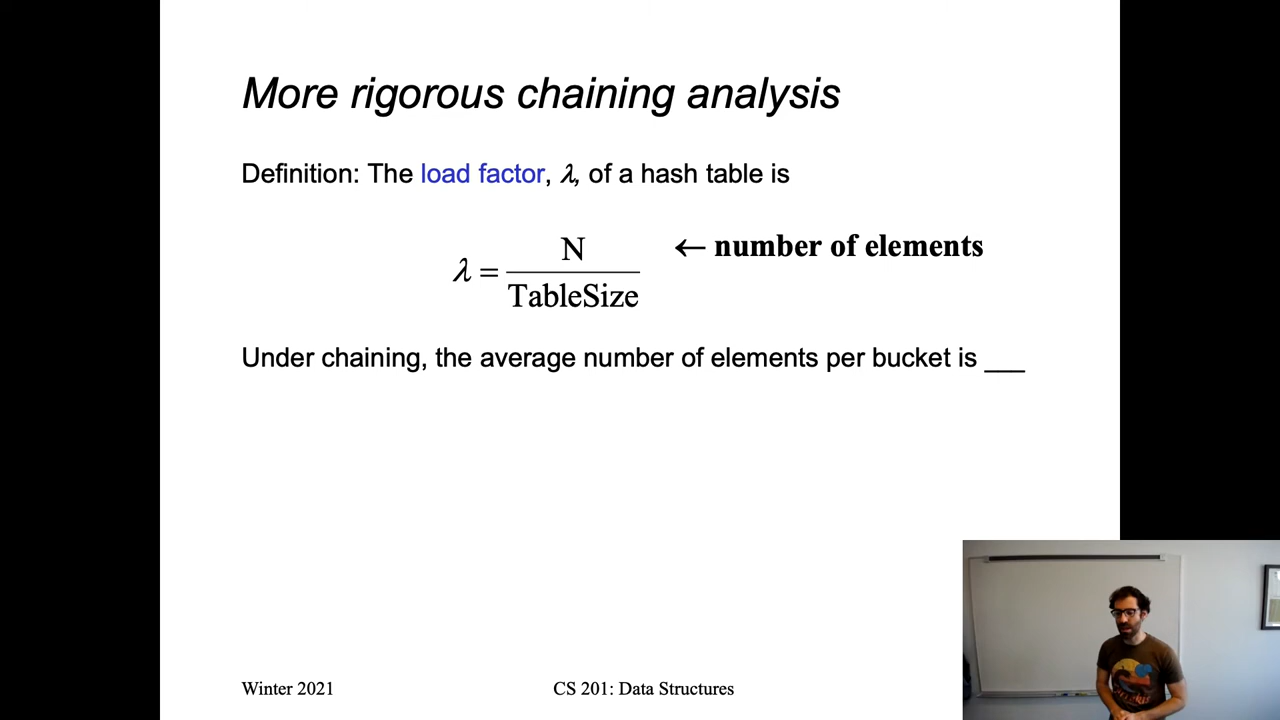 More rigorous chaining analysis
Definition: The load factor, λ, of a hash table is
λ = N / TableSize ← number of elements
Under chaining, the average number of elements per bucket is ___
Winter 2021
CS 201: Data Structures